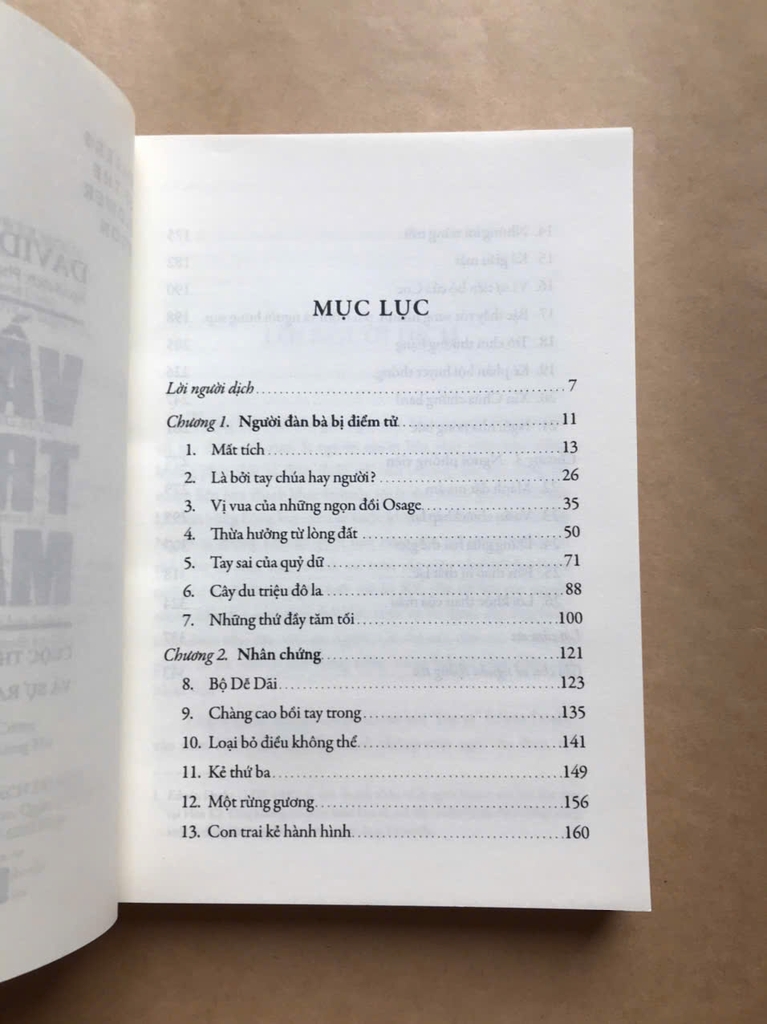 MỤC LỤC
Lời người dịch 7
Chương 1. Người đàn bà bị điểm tử 11
1. Mất tích 13
2. Là bởi tay chúa hay người? 26
3. Vị vua của những ngọn đồi Osage 35
4. Thừa hưởng từ lòng đất 50
5. Tay sai của quỷ dữ 71
6. Cây du triệu đô la 88
7. Những thứ đầy tăm tối 100
Chương 2. Nhân chứng 121
8. Bộ Dễ Dãi 123
9. Chàng cao bồi tay trong 135
10. Loại bỏ điều không thể 141
11. Kẻ thứ ba 149
12. Một rừng gương 156
13. Con trai kẻ hành hình 160